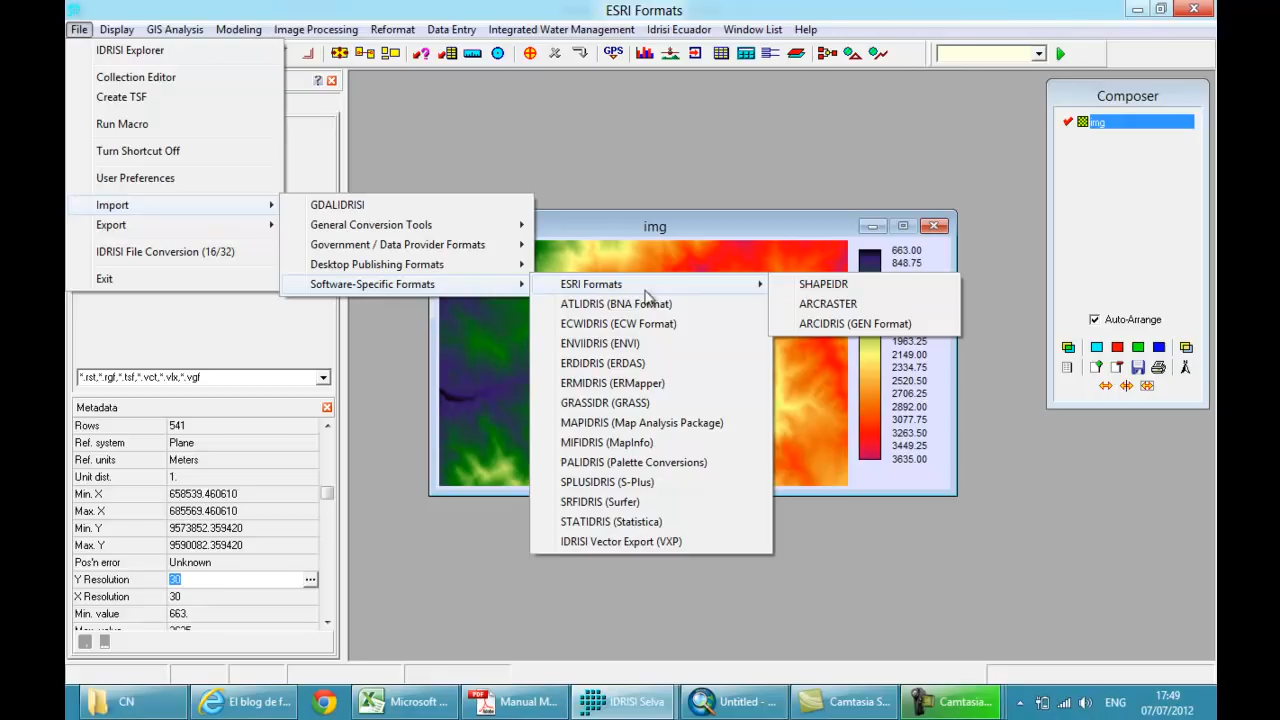 ESRI Formats
File Display GIS Analysis Modeling Image Processing Reformat Data Entry Integrated Water Management Idrisi Ecuador Window List Help
GPS
IDRISI Explorer
Collection Editor
Create TSF
Run Macro
Turn Shortcut Off
User Preferences
Import
Export
IDRISI File Conversion (16/32)
Exit
GDALIDRISI
General Conversion Tools
Government / Data Provider Formats
Desktop Publishing Formats
Software-Specific Formats
ESRI Formats
ATLIDRIS (BNA Format)
ECWIDRIS (ECW Format)
ENVIIDRIS (ENVI)
ERDIDRIS (ERDAS)
ERMIDRIS (ERMapper)
GRASSIDR (GRASS)
MAPIDRIS (Map Analysis Package)
MIFIDRIS (MapInfo)
PALIDRIS (Palette Conversions)
SPLUSIDRIS (S-Plus)
SRFIDRIS (Surfer)
STATIDRIS (Statistica)
IDRISI Vector Export (VXP)
SHAPEIDR
ARCRASTER
ARCIDRIS (GEN Format)
img
663.00
848.75
1963.25
2149.00
2334.75
2520.50
2706.25
2892.00
3077.75
3263.50
3449.25
3635.00
Composer
img
Auto-Arrange
*.rst,*.rgf,*.tsf,*.vct,*.vlx,*.vgf
Metadata
Rows 541
Ref. system Plane
Ref. units Meters
Unit dist. 1.
Min. X 658539.460610
Max. X 685569.460610
Min. Y 9573852.359420
Max. Y 9590082.359420
Pos'n error Unknown
Y Resolution 30
X Resolution 30
Min. value 663.
CN El blog de f... Microsoft ... Manual M... IDRISI Selva Untitled - ... Camtasia S... Camtasia... ENG 17:49
07/07/2012